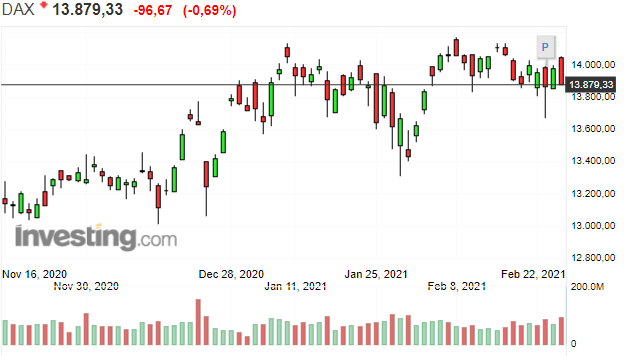 DAX 13.879,33 -96,67 (-0,69%)
P
14.000,00
13.879,33
13.800,00
13.600,00
13.400,00
13.200,00
13.000,00
12.800,00
Investing.com
Nov 16, 2020 Dec 28, 2020 Jan 25, 2021 Feb 22, 2021
Nov 30, 2020 Jan 11, 2021 Feb 8, 2021
200.0M
0